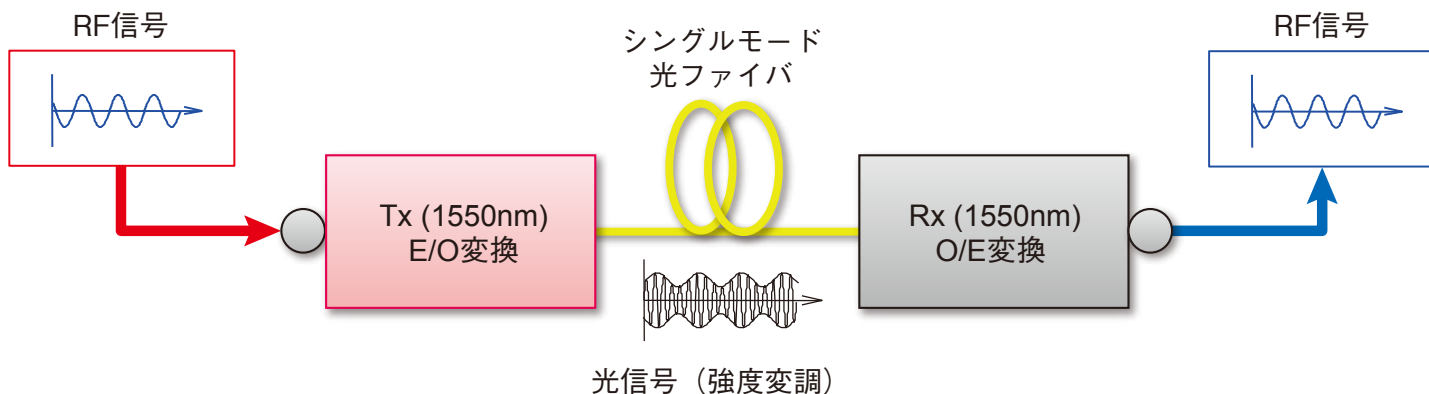 RF信号
シングルモード
光ファイバ
RF信号
Tx (1550nm)
E/O変換
Rx (1550nm)
O/E変換
光信号（強度変調）